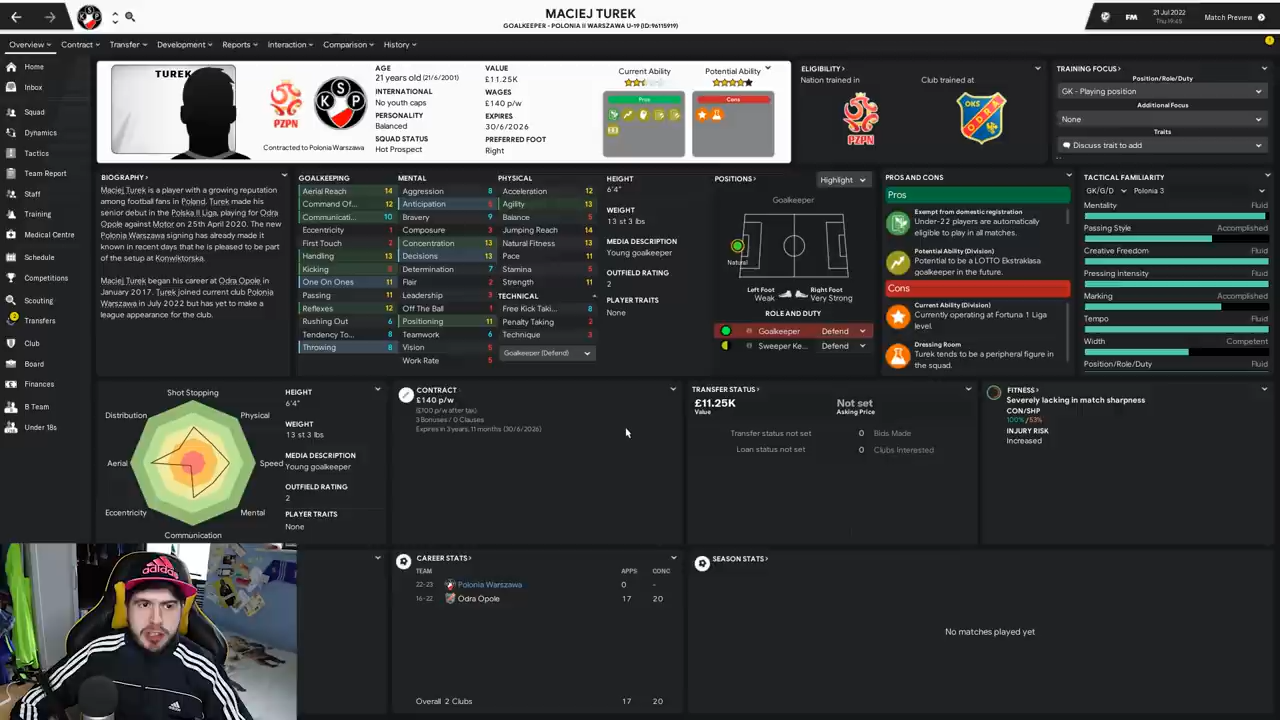 MACIEJ TUREK
GOALKEEPER - POLONIA II WARSZAWA U-19 (ID:96115919)
FM
21 Jul 2022
Thu 19:45
Match Preview
Overview
Contract
Transfer
Development
Reports
Interaction
Comparison
History
Home
Inbox
Squad
Dynamics
Tactics
Team Report
Staff
Training
Medical Centre
Schedule
Competitions
Scouting
2
Transfers
Club
Board
Finances
B Team
Under 18s
TUREK
PZPN
KSP
Contracted to Polonia Warszawa
AGE
21 years old (21/6/2001)
INTERNATIONAL
No youth caps
PERSONALITY
Balanced
SQUAD STATUS
Hot Prospect
VALUE
£11.25K
WAGES
£140 p/w
EXPIRES
30/6/2026
PREFERRED FOOT
Right
Current Ability
Pros
Potential Ability
Cons
ELIGIBILITY>
Nation trained in
PZPN
Club trained at
OKS
ODRA
TRAINING FOCUS>
Position/Role/Duty
GK - Playing position
Additional Focus
None
Traits
Discuss trait to add
BIOGRAPHY>
Maciej Turek is a player with a growing reputation
among football fans in Poland. Turek made his
senior debut in the Polska II Liga, playing for Odra
Opole against Motor on 25th April 2020. The new
Polonia Warszawa signing has already made it
known in recent days that he is pleased to be part
of the setup at Konwiktorska.
Maciej Turek began his career at Odra Opole in
January 2017. Turek joined current club Polonia
Warszawa in July 2022 but has yet to make a
league appearance for the club.
GOALKEEPING
Aerial Reach 14
Command Of... 12
Communicati... 10
Eccentricity 1
First Touch 2
Handling 13
Kicking
One On Ones 11
Passing 11
Reflexes 12
Rushing Out 6
Tendency To... 8
Throwing 8
MENTAL
Aggression 8
Anticipation 5
Bravery 9
Composure 3
Concentration 13
Decisions 13
Determination 7
Flair 2
Leadership 3
Off The Ball 1
Positioning 11
Teamwork 6
Vision 5
Work Rate 5
PHYSICAL
Acceleration 12
Agility 13
Balance 5
Jumping Reach 14
Natural Fitness 13
Pace 11
Stamina 5
Strength 11
TECHNICAL
Free Kick Taki... 8
Penalty Taking 2
Technique 3
Goalkeeper (Defend)
HEIGHT
6'4"
WEIGHT
13 st 3 lbs
MEDIA DESCRIPTION
Young goalkeeper
OUTFIELD RATING
2
PLAYER TRAITS
None
POSITIONS>
Highlight
Goalkeeper
Natural
Left Foot
Weak
Right Foot
Very Strong
ROLE AND DUTY
Goalkeeper Defend
Sweeper Ke... Defend
PROS AND CONS
Pros
Exempt from domestic registration
Under-22 players are automatically
eligible to play in all matches.
Potential Ability (Division)
Potential to be a LOTTO Ekstraklasa
goalkeeper in the future.
Cons
Current Ability (Division)
Currently operating at Fortuna 1 Liga
level.
Dressing Room
Turek tends to be a peripheral figure in
the squad.
TACTICAL FAMILIARITY
GK/G/D
Polonia 3
Mentality Fluid
Passing Style Accomplished
Creative Freedom Fluid
Pressing intensity Fluid
Marking Accomplished
Tempo Fluid
Width Competent
Position/Role/Duty Fluid
Shot Stopping
Physical
Speed
Mental
Communication
Eccentricity
Aerial
Distribution
HEIGHT
6'4"
WEIGHT
13 st 3 lbs
MEDIA DESCRIPTION
Young goalkeeper
OUTFIELD RATING
2
PLAYER TRAITS
None
CONTRACT>
£140 p/w
(£100 p/w after tax)
3 Bonuses / 0 Clauses
Expires in 3 years, 11 months (30/6/2026)
TRANSFER STATUS>
£11.25K
Value
Not set
Asking Price
Transfer status not set
0 Bids Made
Loan status not set
0 Clubs Interested
FITNESS>
Severely lacking in match sharpness
CON/SHP
100% / 53%
INJURY RISK
Increased
CAREER STATS>
TEAM APPS CONC
22-23 Polonia Warszawa 0 -
16-22 Odra Opole 17 20
Overall 2 Clubs 17 20
SEASON STATS>
No matches played yet
adidas